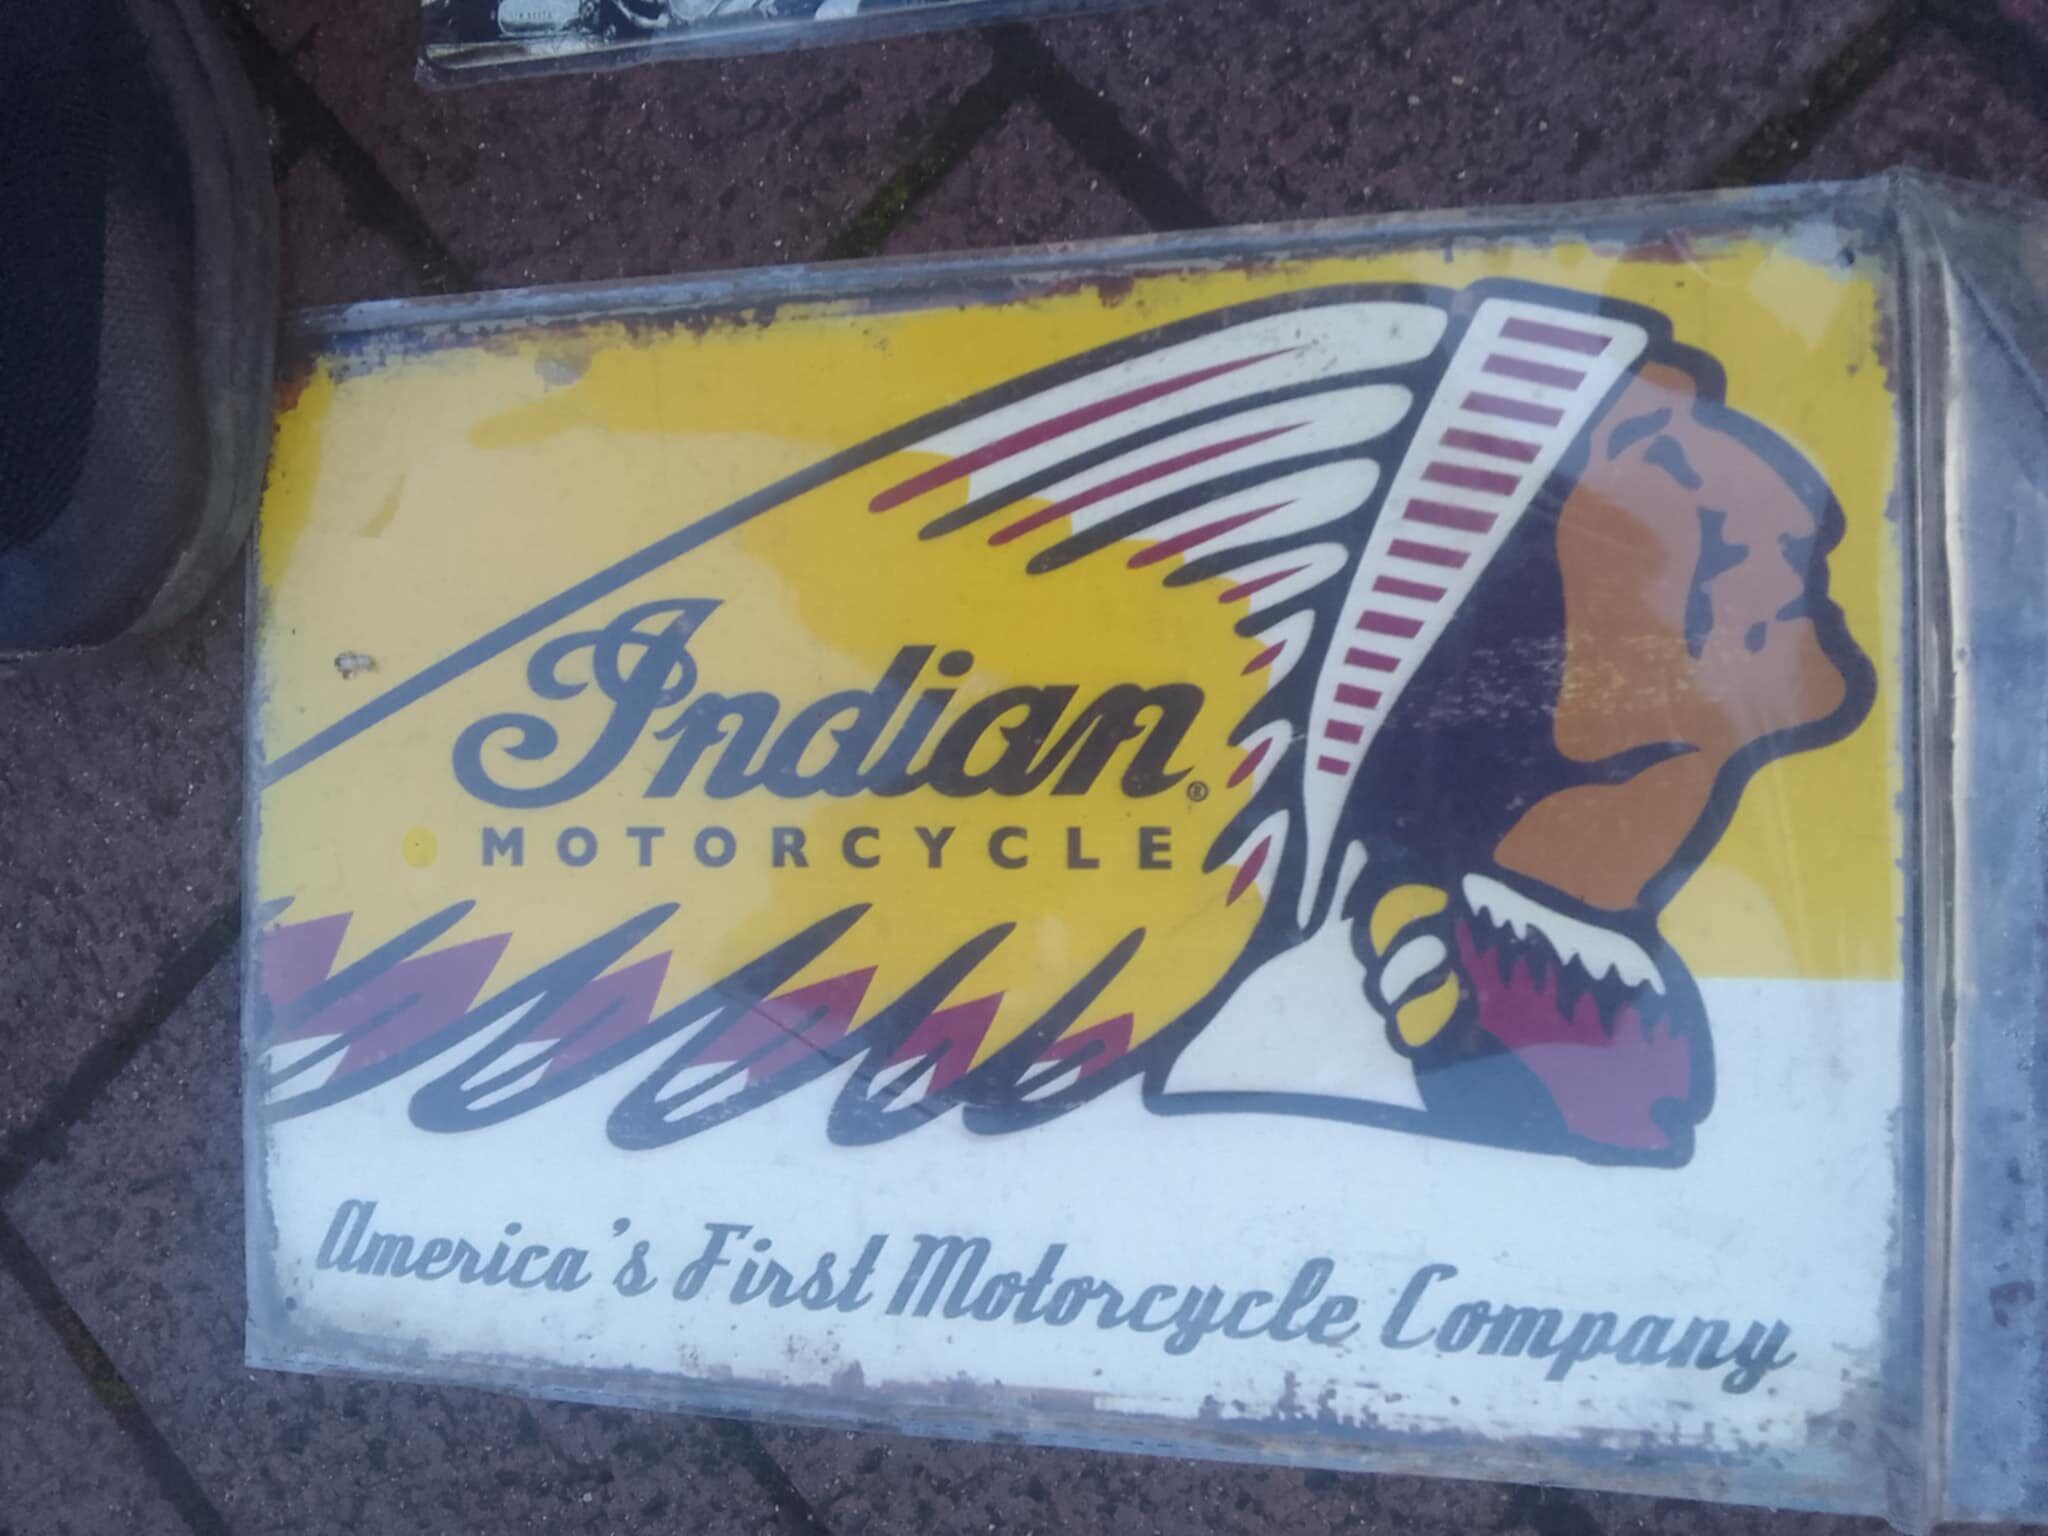 Indian®
MOTORCYCLE
America's First Motorcycle Company